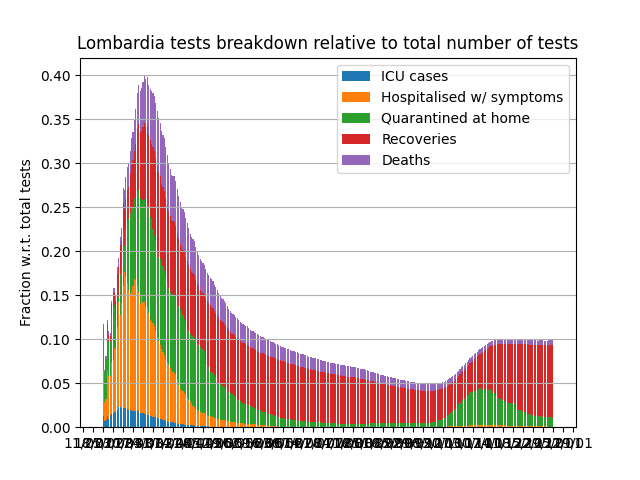 Lombardia tests breakdown relative to total number of tests
ICU cases
Hospitalised w/ symptoms
Quarantined at home
Recoveries
Deaths
0.40
0.35
0.30
0.25
0.20
0.15
0.10
0.05
0.00
Fraction w.r.t. total tests